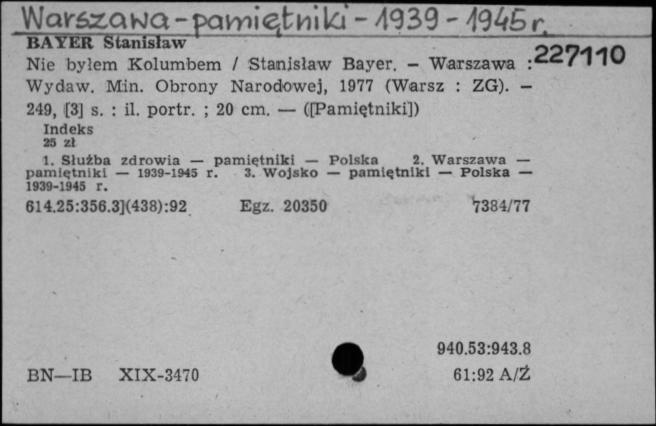 Warszawa - pamiętniki - 1939 - 1945 r.
BAYER Stanisław
227110
Nie byłem Kolumbem / Stanisław Bayer. — Warszawa :
Wydaw. Min. Obrony Narodowej, 1977 (Warsz : ZG). —
249, [3] s. : il. portr. ; 20 cm. — ([Pamiętniki])
Indeks
25 zł
1. Służba zdrowia — pamiętniki — Polska 2. Warszawa —
pamiętniki — 1939-1945 r. 3. Wojsko — pamiętniki — Polska —
1939-1945 r.
614.25:356.3](438):92 Egz. 20350 7384/77
940.53:943.8
BN—IB XIX-3470 61:92 A/Ź